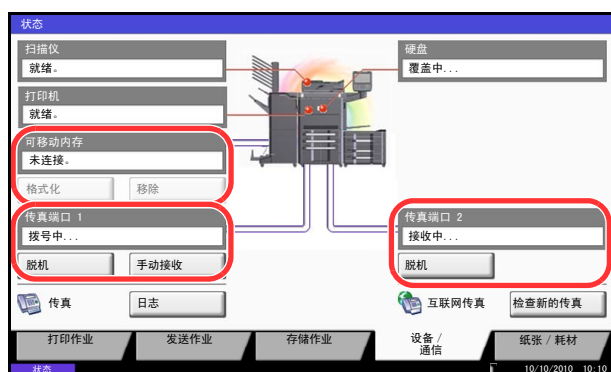 状态
扫描仪
就绪。
硬盘
覆盖中...
打印机
就绪。
可移动内存
未连接。
格式化 移除
传真端口 1
拨号中...
脱机 手动接收
传真端口 2
接收中...
脱机
传真 日志
互联网传真 检查新的传真
打印作业 发送作业 存储作业 设备 / 通信 纸张 / 耗材
状态 10/10/2010 10:10